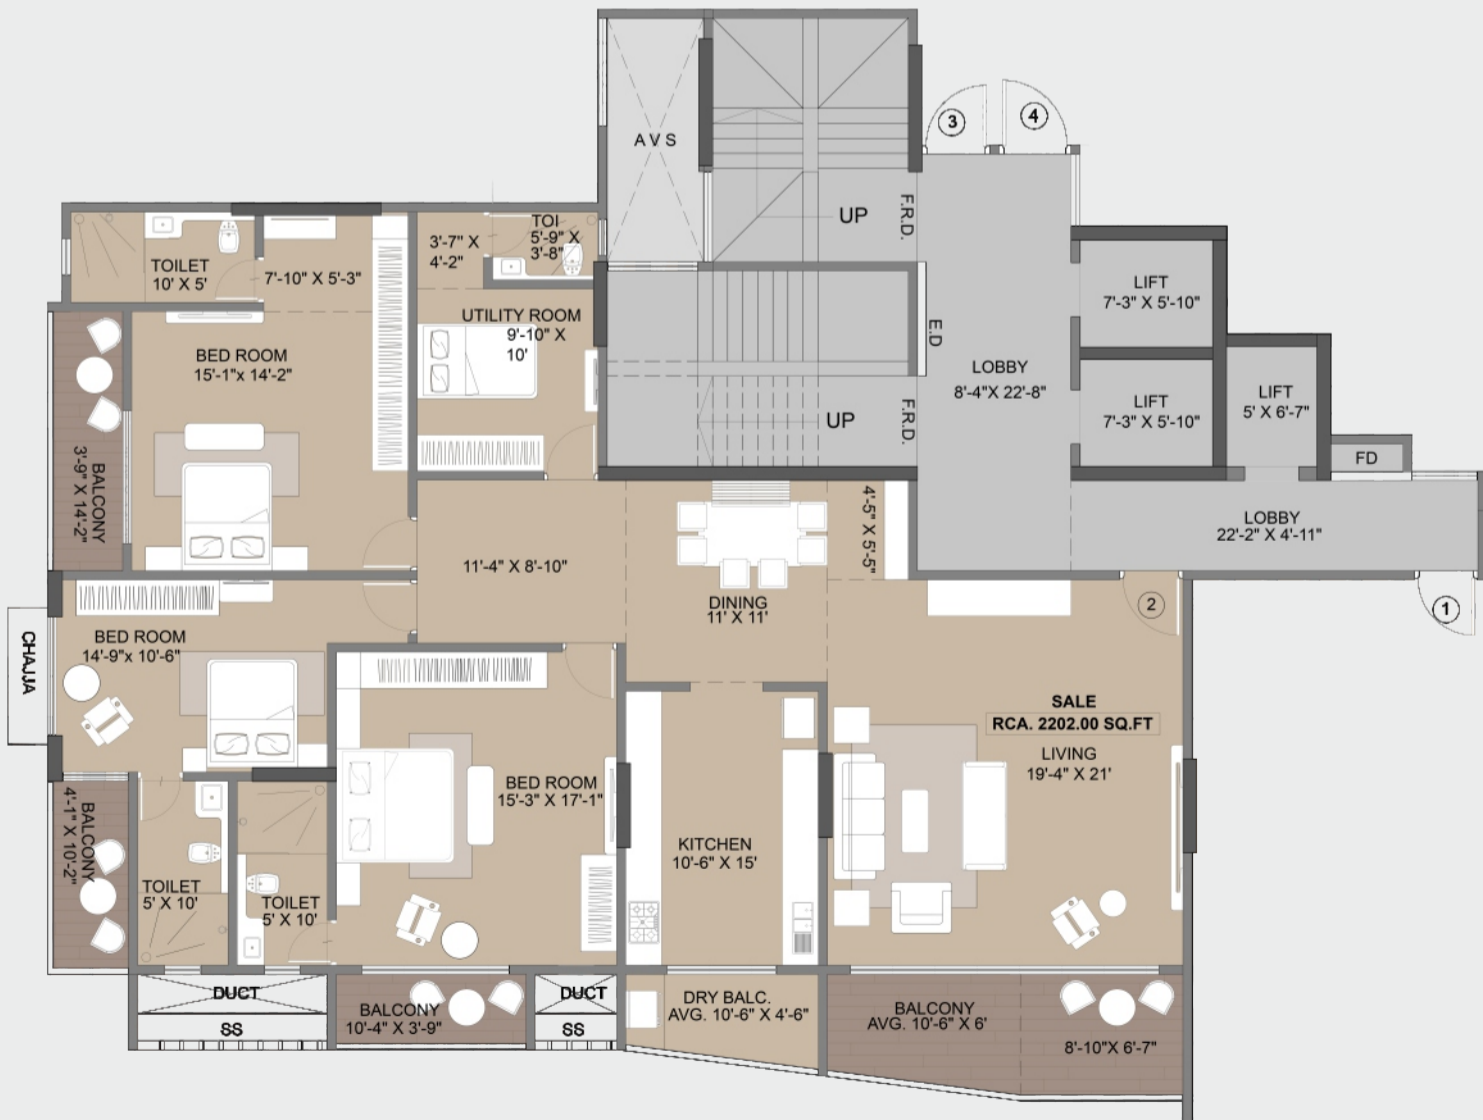 A V S
3
4
UP
F.R.D.
TOI
5'-9" X
3'-8"
3'-7" X
4'-2"
TOILET
10' X 5'
7'-10" X 5'-3"
LIFT
7'-3" X 5'-10"
UTILITY ROOM
9'-10" X
10'
BED ROOM
15'-1"x 14'-2"
E.D
LOBBY
8'-4"X 22'-8"
LIFT
7'-3" X 5'-10"
LIFT
5' X 6'-7"
UP
F.R.D.
FD
BALCONY
3'-9" X 14'-2"
4'-5" X 5'-5"
LOBBY
22'-2" X 4'-11"
11'-4" X 8'-10"
DINING
11' X 11'
2
1
CHAJJA
BED ROOM
14'-9"x 10'-6"
SALE
RCA. 2202.00 SQ.FT
LIVING
19'-4" X 21'
BED ROOM
15'-3" X 17'-1"
BALCONY
4'-1" X 10'-2"
KITCHEN
10'-6" X 15'
TOILET
5' X 10'
TOILET
5' X 10'
DUCT
SS
BALCONY
10'-4" X 3'-9"
DUCT
SS
DRY BALC.
AVG. 10'-6" X 4'-6"
BALCONY
AVG. 10'-6" X 6'
8'-10"X 6'-7"